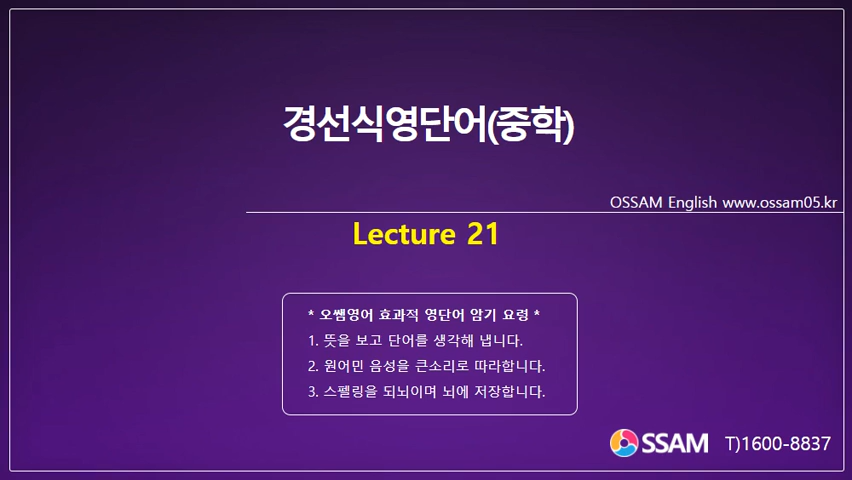 경선식영단어(중학)
OSSAM English www.ossam05.kr
Lecture 21
* 오쌤영어 효과적 영단어 암기 요령 *
1. 뜻을 보고 단어를 생각해 냅니다.
2. 원어민 음성을 큰소리로 따라합니다.
3. 스펠링을 되뇌이며 뇌에 저장합니다.
OSSAM T)1600-8837